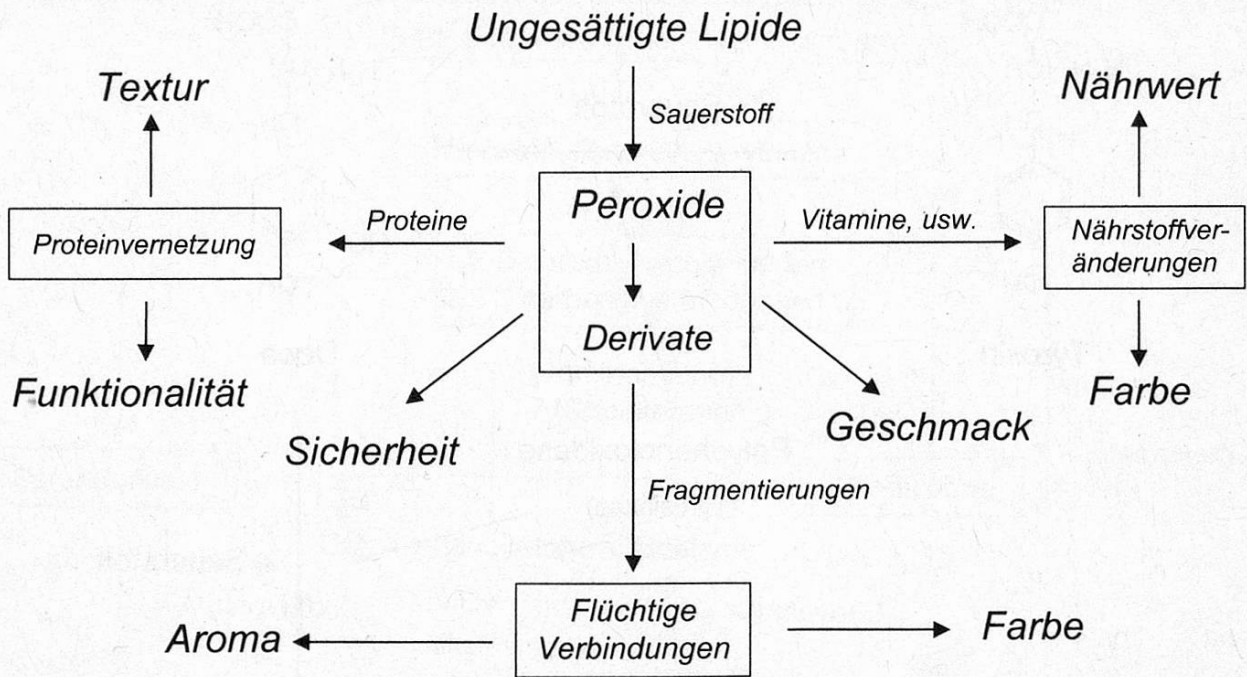 Ungesättigte Lipide
Textur
Nährwert
Sauerstoff
Peroxide
Proteine
Vitamine, usw.
Proteinvernetzung
Nährstoffver-
änderungen
Derivate
Funktionalität
Farbe
Sicherheit
Geschmack
Fragmentierungen
Flüchtige
Verbindungen
Aroma
Farbe